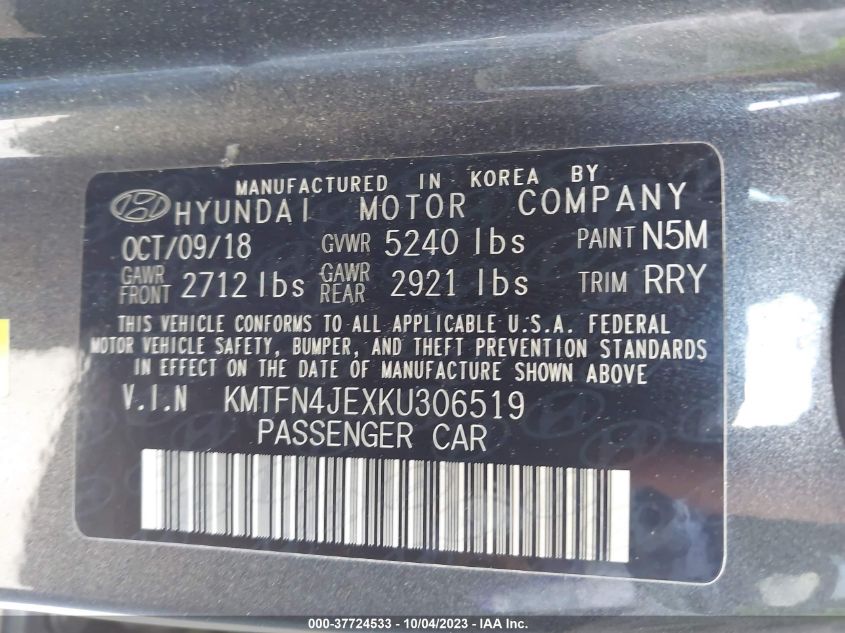 MANUFACTURED IN KOREA BY
HYUNDAI MOTOR COMPANY
OCT/09/18 GVWR 5240 lbs PAINT N5M
GAWR FRONT 2712 lbs GAWR REAR 2921 lbs TRIM RRY
THIS VEHICLE CONFORMS TO ALL APPLICABLE U.S.A. FEDERAL
MOTOR VEHICLE SAFETY, BUMPER, AND THEFT PREVENTION STANDARDS
IN EFFECT ON THE DATE OF MANUFACTURE SHOWN ABOVE
V.I.N KMTFN4JEXKU306519
PASSENGER CAR
000-37724533 - 10/04/2023 - IAA Inc.